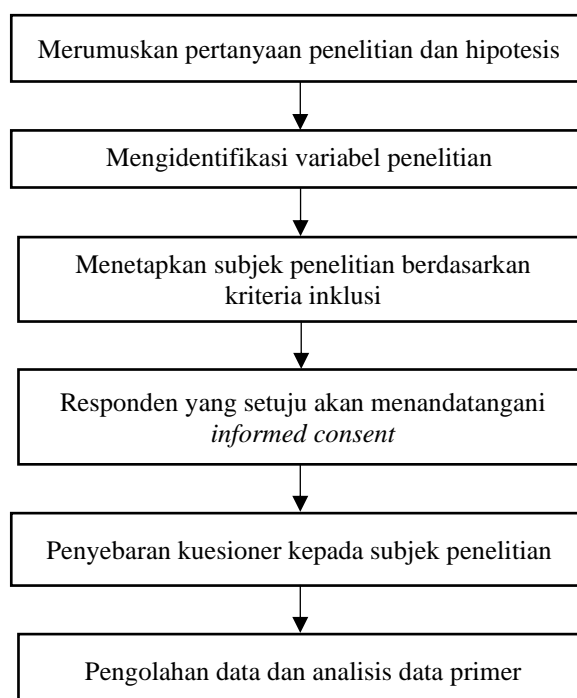 Merumuskan pertanyaan penelitian dan hipotesis
Mengidentifikasi variabel penelitian
Menetapkan subjek penelitian berdasarkan
kriteria inklusi
Responden yang setuju akan menandatangani
informed consent
Penyebaran kuesioner kepada subjek penelitian
Pengolahan data dan analisis data primer